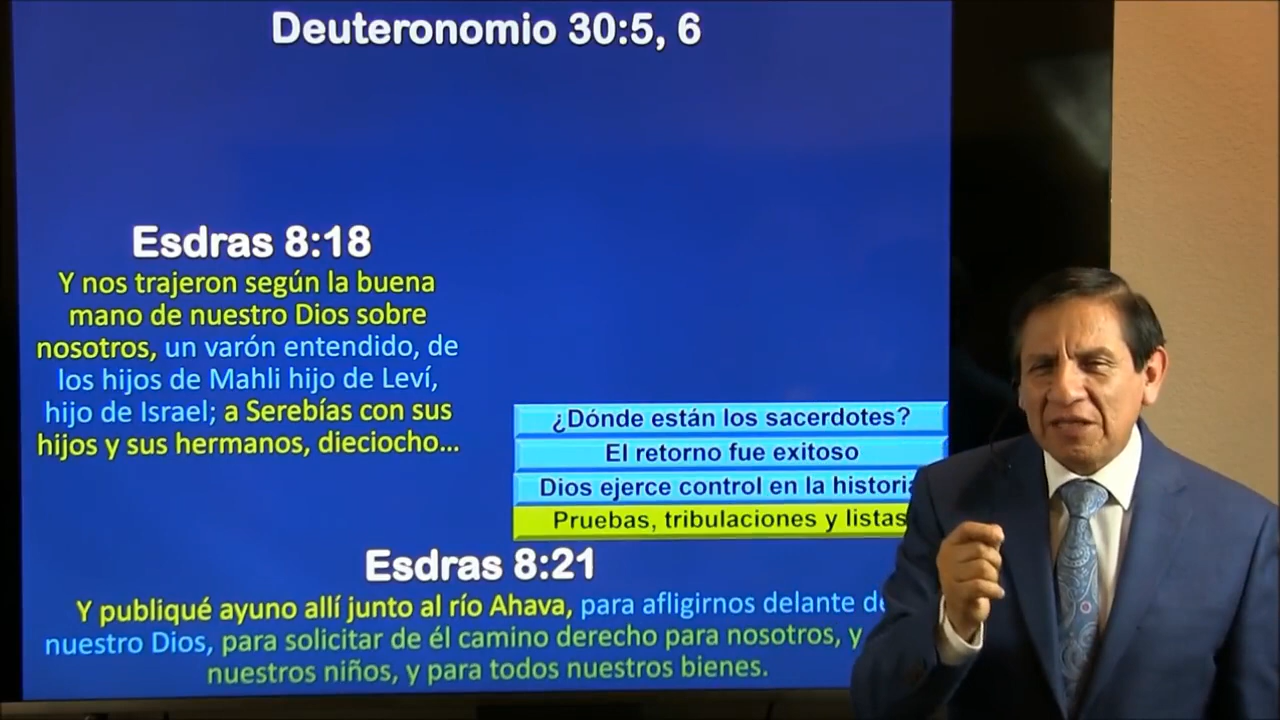 Deuteronomio 30:5, 6
Esdras 8:18
Y nos trajeron según la buena
mano de nuestro Dios sobre
nosotros, un varón entendido, de
los hijos de Mahli hijo de Leví,
hijo de Israel; a Serebías con sus
hijos y sus hermanos, dieciocho...
¿Dónde están los sacerdotes?
El retorno fue exitoso
Dios ejerce control en la historia
Pruebas, tribulaciones y listas
Esdras 8:21
Y publiqué ayuno allí junto al río Ahava, para afligirnos delante de
nuestro Dios, para solicitar de él camino derecho para nosotros, y
nuestros niños, y para todos nuestros bienes.